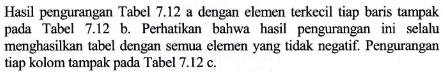 Hasil pengurangan Tabel 7.12 a dengan elemen terkecil tiap baris tampak
pada Tabel 7.12 b. Perhatikan bahwa hasil pengurangan ini selalu
menghasilkan tabel dengan semua elemen yang tidak negatif. Pengurangan
tiap kolom tampak pada Tabel 7.12 c.